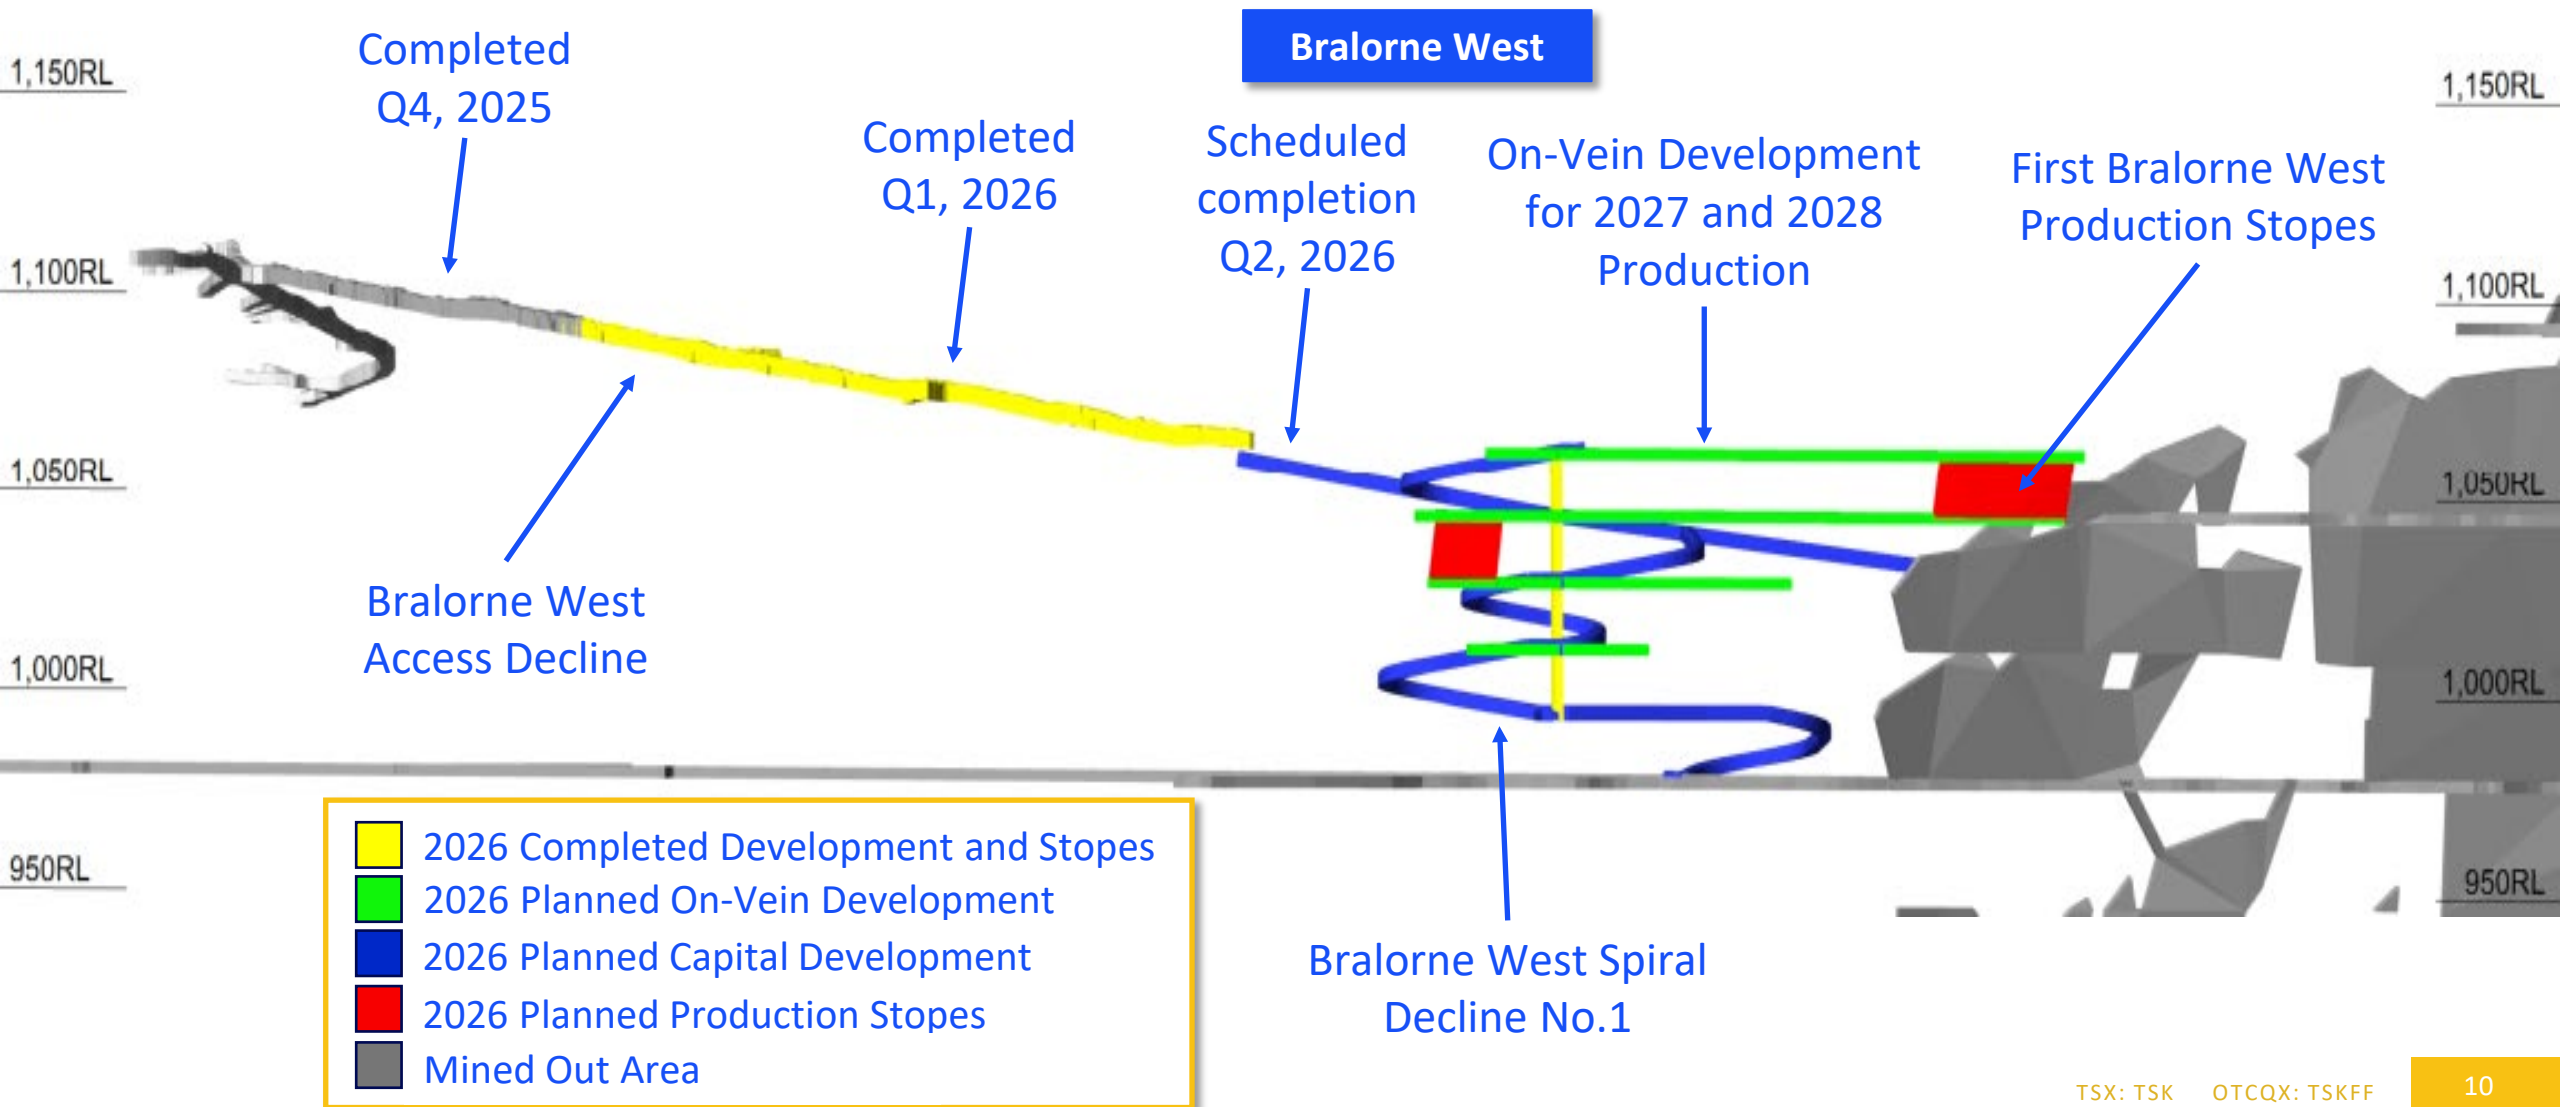 Bralorne West
Completed
Q4, 2025
Completed
Q1, 2026
Scheduled
completion
Q2, 2026
On-Vein Development
for 2027 and 2028
Production
First Bralorne West
Production Stopes
1,150RL
1,100RL
1,050RL
1,000RL
950RL
1,150RL
1,100RL
1,050RL
1,000RL
950RL
Bralorne West
Access Decline
Bralorne West Spiral
Decline No.1
2026 Completed Development and Stopes
2026 Planned On-Vein Development
2026 Planned Capital Development
2026 Planned Production Stopes
Mined Out Area
TSX: TSK OTCQX: TSKFF
10